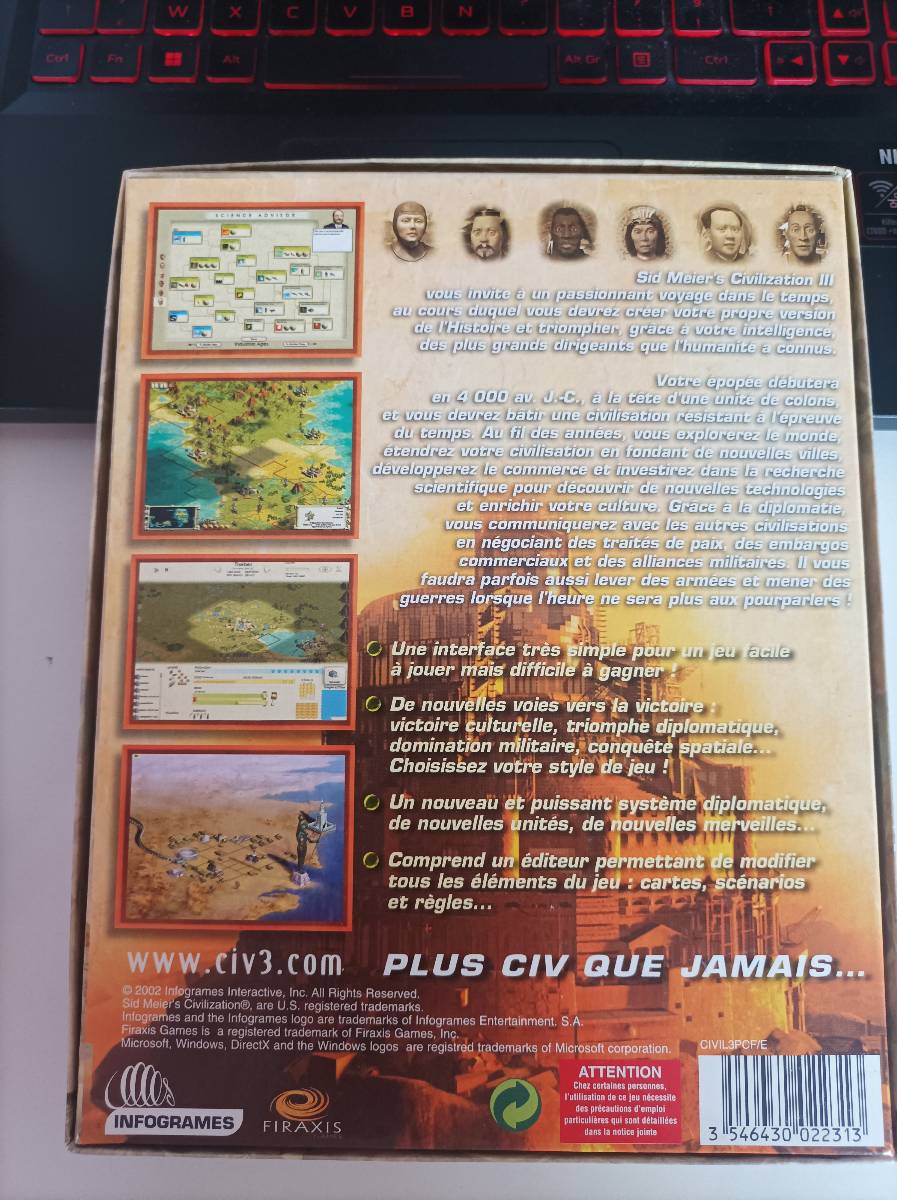 W X C V B N
Ctrl Fn Alt Alt Gr Ctrl
SCIENCE ADVISOR
Industrial Ages
Sid Meier's Civilization III
vous invite à un passionnant voyage dans le temps,
au cours duquel vous devrez créer votre propre version
de l'Histoire et triompher, grâce à votre intelligence,
des plus grands dirigeants que l'humanité a connus.
Votre épopée débutera
en 4 000 av. J.-C., à la tête d'une unité de colons,
et vous devrez bâtir une civilisation résistant à l'épreuve
du temps. Au fil des années, vous explorerez le monde,
étendrez votre civilisation en fondant de nouvelles villes,
développerez le commerce et investirez dans la recherche
scientifique pour découvrir de nouvelles technologies
et enrichir votre culture. Grâce à la diplomatie,
vous communiquerez avec les autres civilisations
en négociant des traités de paix, des embargos
commerciaux et des alliances militaires. Il vous
faudra parfois aussi lever des armées et mener des
guerres lorsque l'heure ne sera plus aux pourparlers !
Une interface très simple pour un jeu facile
à jouer mais difficile à gagner !
De nouvelles voies vers la victoire :
victoire culturelle, triomphe diplomatique,
domination militaire, conquête spatiale...
Choisissez votre style de jeu !
Un nouveau et puissant système diplomatique,
de nouvelles unités, de nouvelles merveilles...
Comprend un éditeur permettant de modifier
tous les éléments du jeu : cartes, scénarios
et règles...
www.civ3.com
PLUS CIV QUE JAMAIS...
© 2002 Infogrames Interactive, Inc. All Rights Reserved.
Sid Meier's Civilization®, are U.S. registered trademarks.
Infogrames and the Infogrames logo are trademarks of Infogrames Entertainment. S.A.
Firaxis Games is a registered trademark of Firaxis Games, Inc.
Microsoft, Windows, DirectX and the Windows logos are registred trademarks of Microsoft corporation.
CIVIL3PCF/E
INFOGRAMES
FIRAXIS
GAMES
ATTENTION
Chez certaines personnes,
l'utilisation de ce jeu nécessite
des précautions d'emploi
particulières qui sont détaillées
dans la notice jointe
3 546430 022313